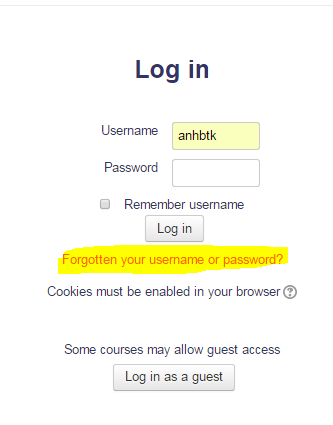 Log in
Username
anhbtk
Password
Remember username
Log in
Forgotten your username or password?
Cookies must be enabled in your browser ?
Some courses may allow guest access
Log in as a guest